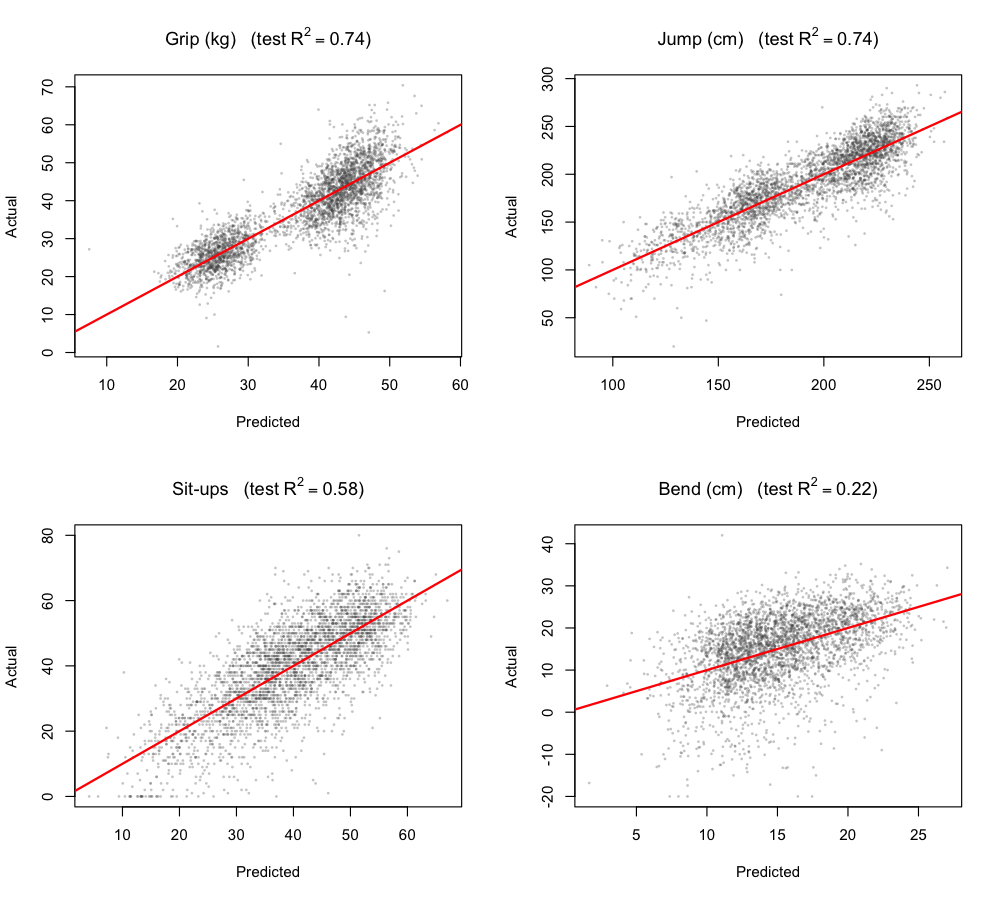 Grip (kg) (test R² = 0.74)
Actual
70
60
50
40
30
20
10
0
10 20 30 40 50 60
Predicted
Jump (cm) (test R² = 0.74)
Actual
300
250
200
150
100
50
100 150 200 250
Predicted
Sit-ups (test R² = 0.58)
Actual
80
60
40
20
0
10 20 30 40 50 60
Predicted
Bend (cm) (test R² = 0.22)
Actual
40
30
20
10
0
-10
-20
5 10 15 20 25
Predicted